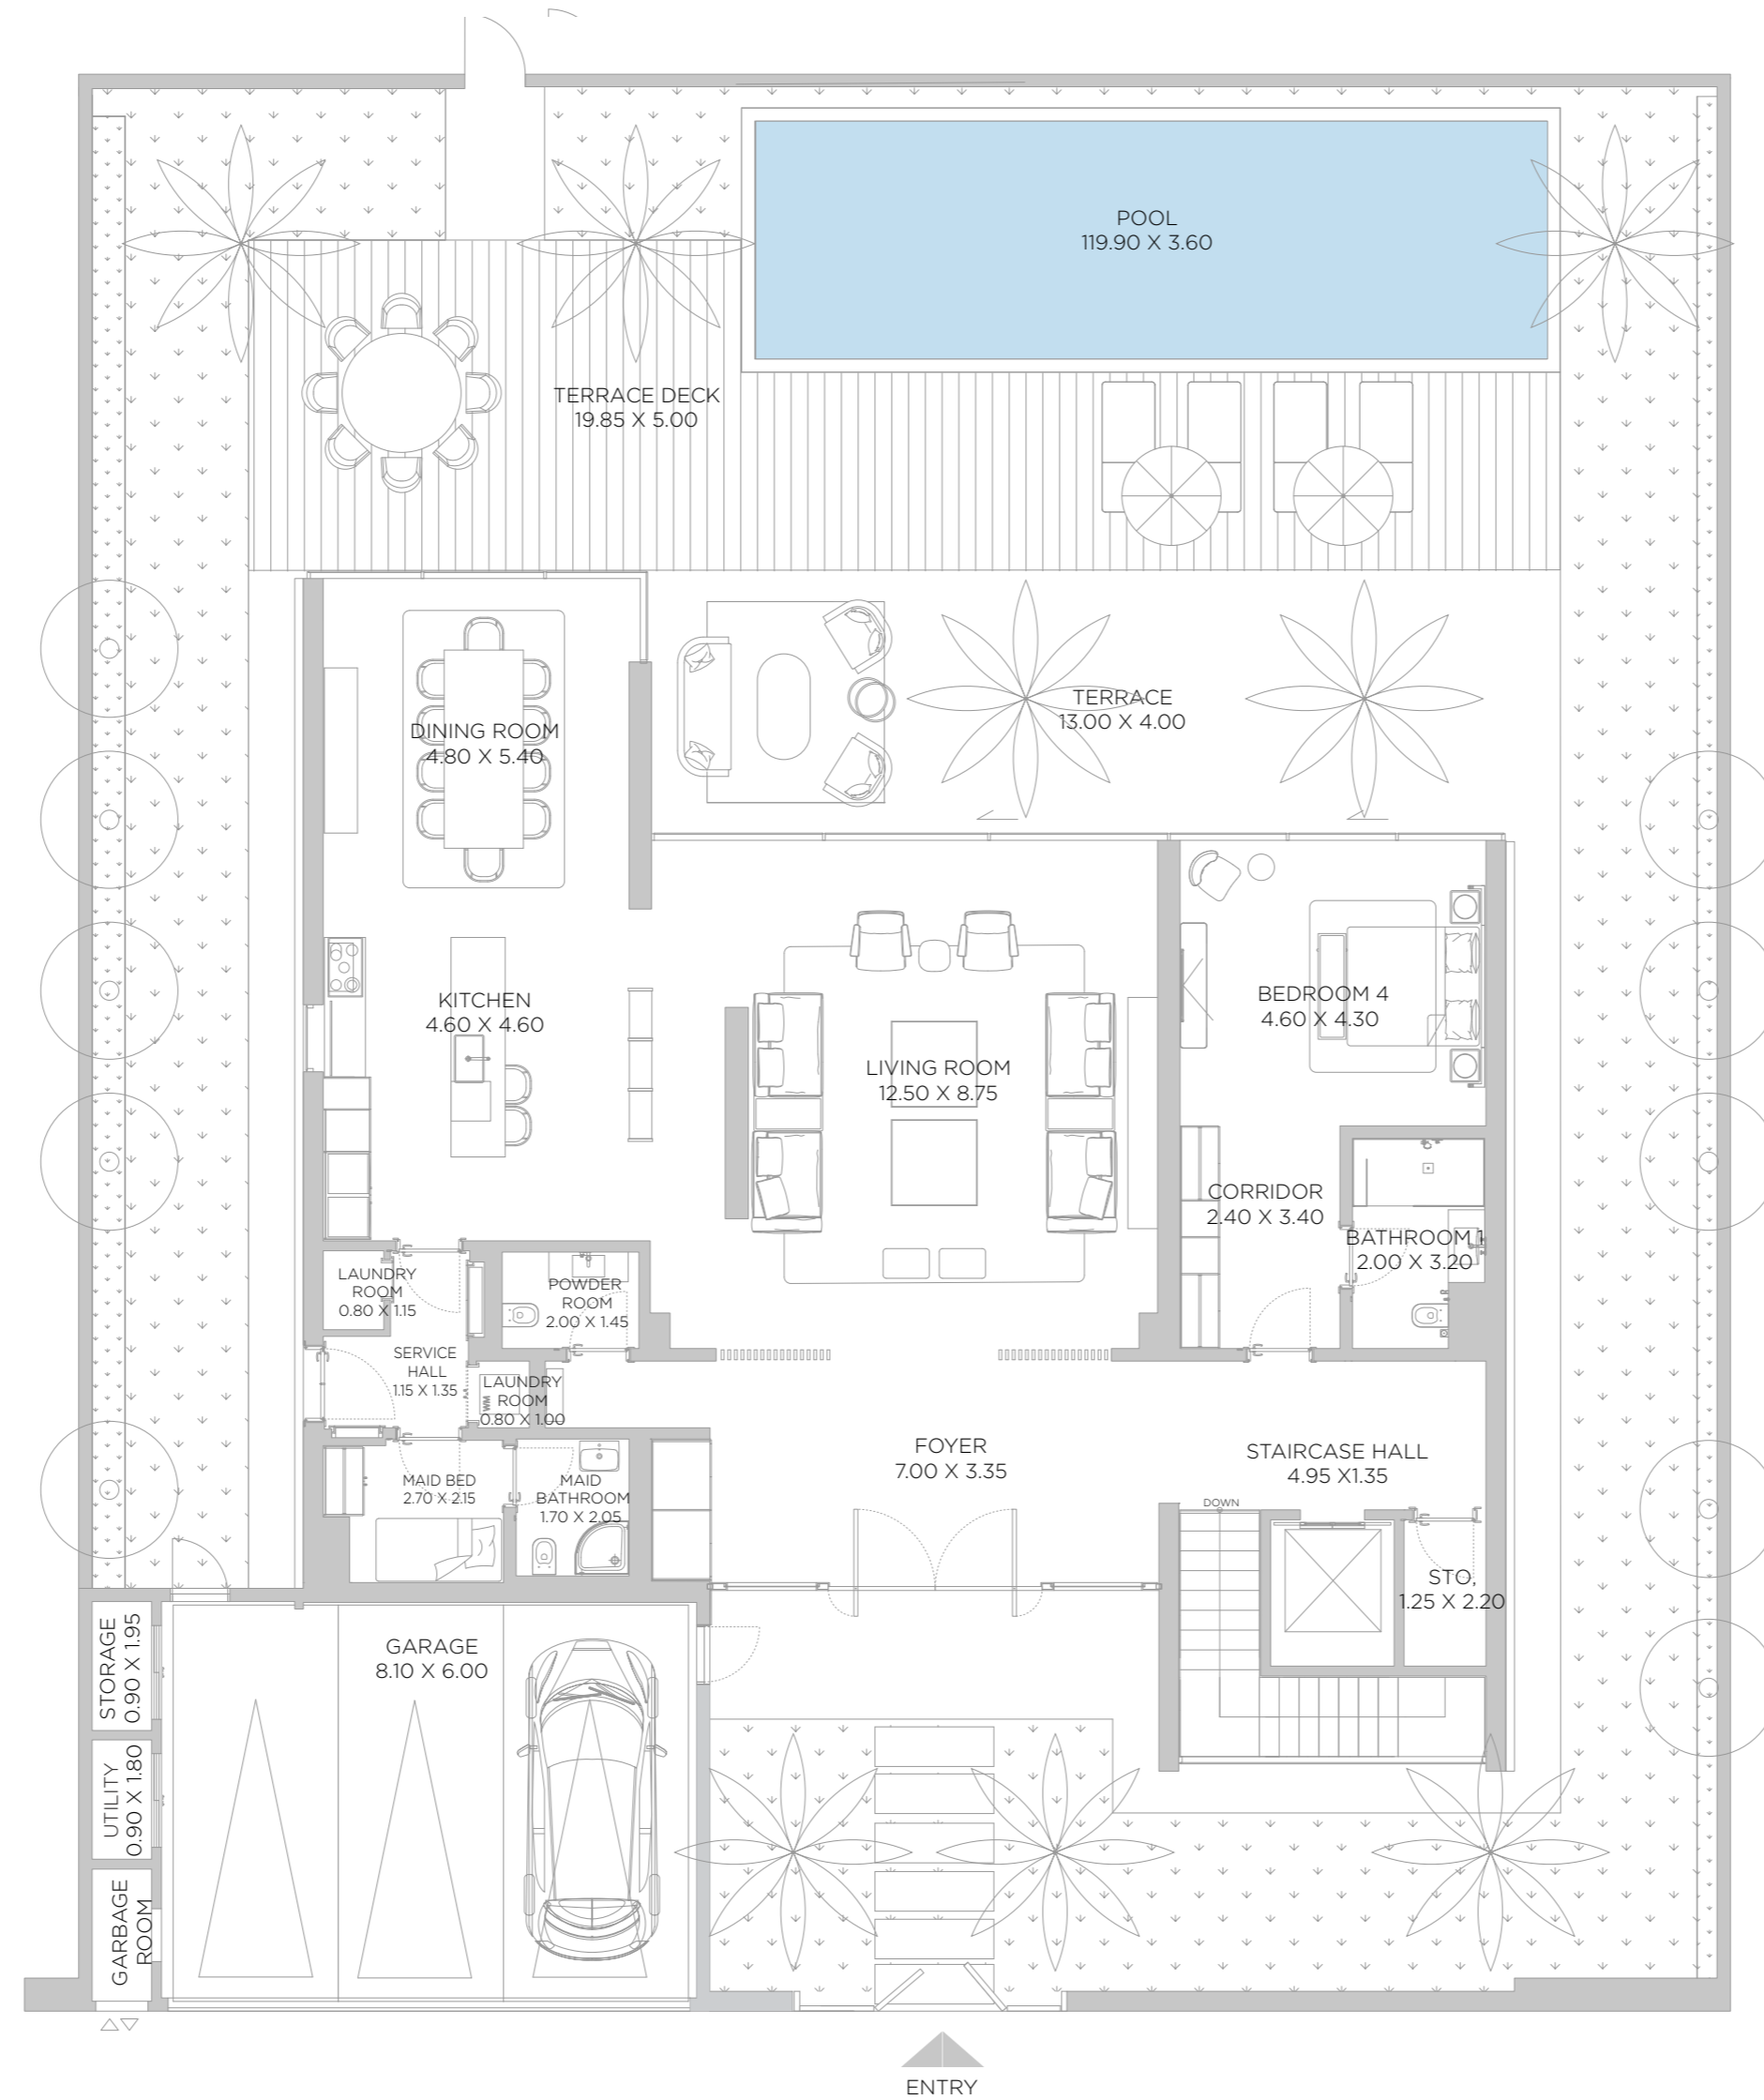 POOL
119.90 X 3.60
TERRACE DECK
19.85 X 5.00
TERRACE
13.00 X 4.00
DINING ROOM
4.80 X 5.40
KITCHEN
4.60 X 4.60
LIVING ROOM
12.50 X 8.75
BEDROOM 4
4.60 X 4.30
CORRIDOR
2.40 X 3.40
BATHROOM 1
2.00 X 3.20
LAUNDRY
ROOM
0.80 X 1.15
POWDER
ROOM
2.00 X 1.45
SERVICE
HALL
1.15 X 1.35
LAUNDRY
ROOM
0.80 X 1.00
WM
MAID BED
2.70 X 2.15
MAID
BATHROOM
1.70 X 2.05
FOYER
7.00 X 3.35
STAIRCASE HALL
4.95 X1.35
DOWN
STO,
1.25 X 2.20
GARAGE
8.10 X 6.00
STORAGE
0.90 X 1.95
UTILITY
0.90 X 1.80
GARBAGE
ROOM
ENTRY